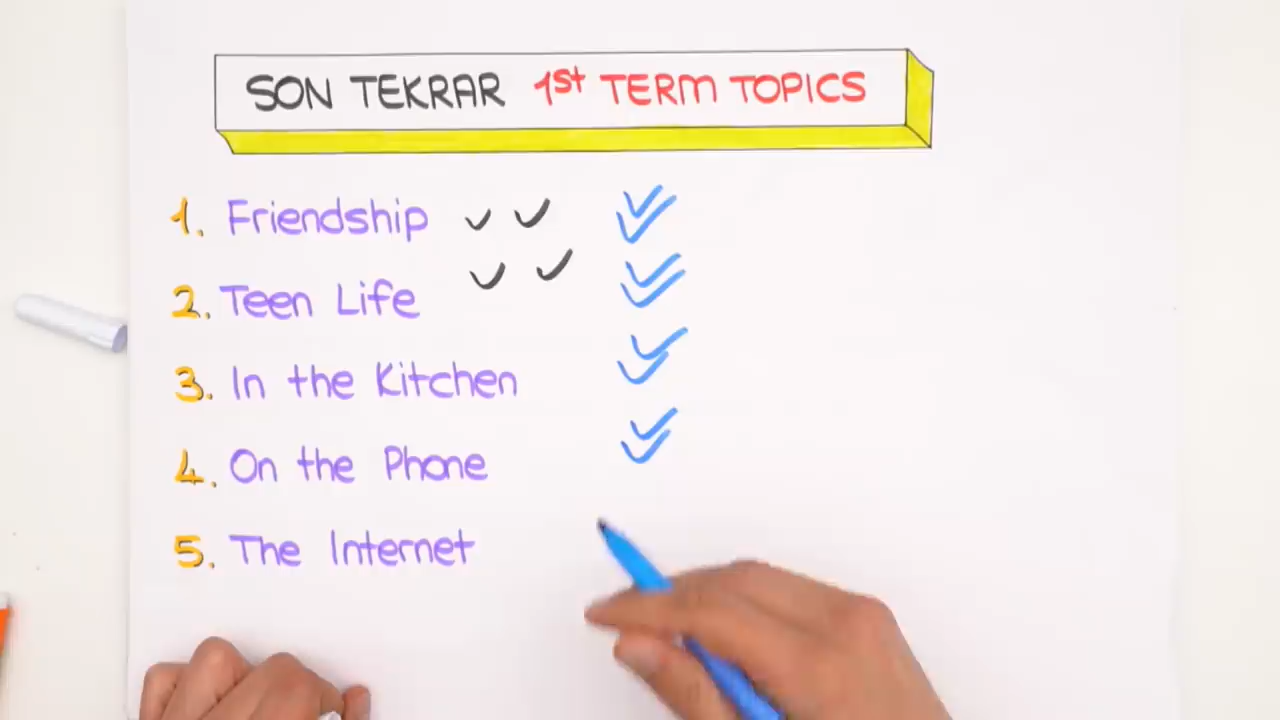 SON TEKRAR 1st TERM TOPICS
1. Friendship
2. Teen Life
3. In the Kitchen
4. On the Phone
5. The Internet